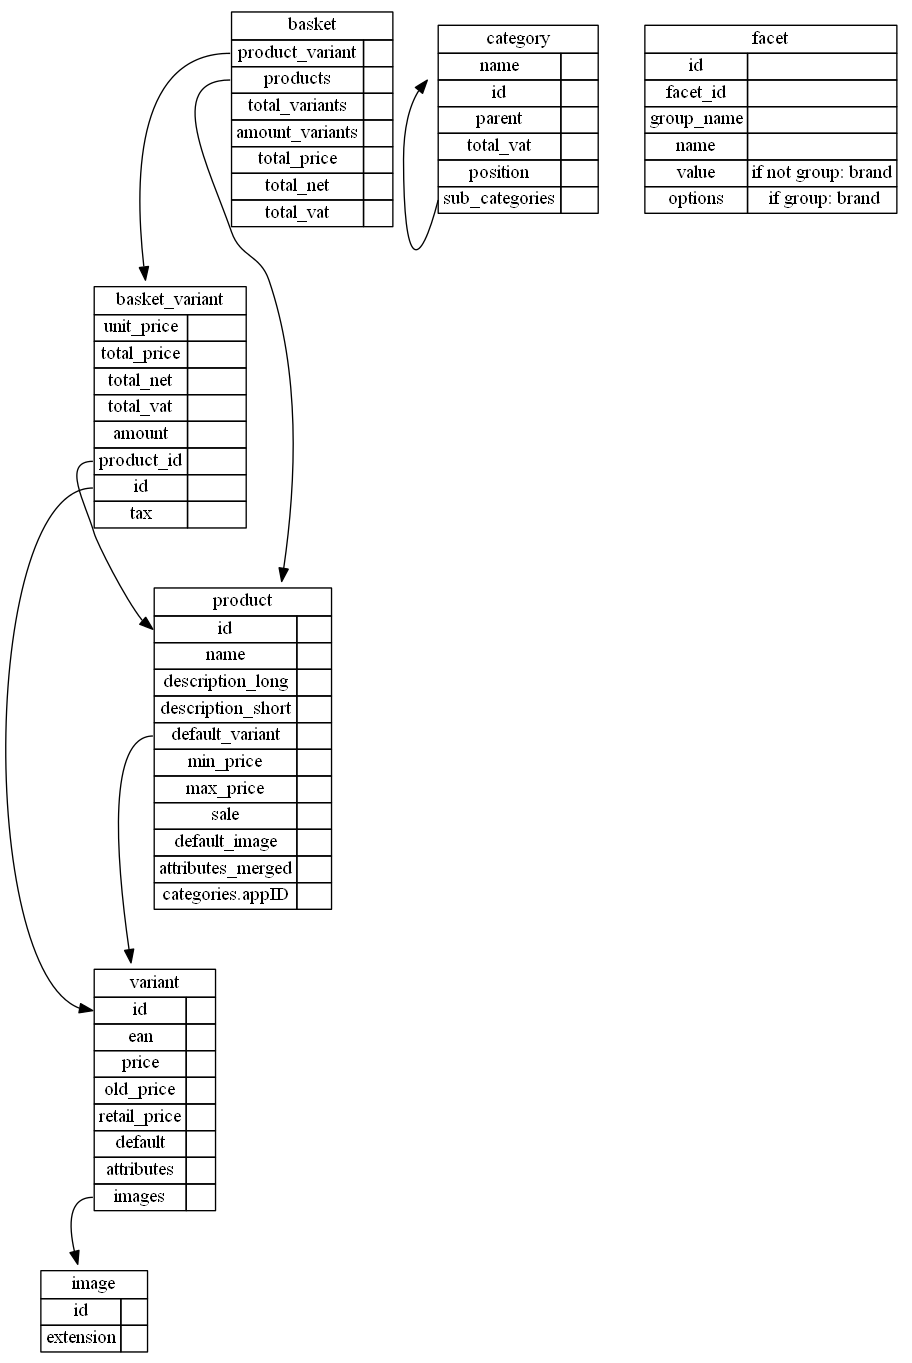 basket
product_variant
products
total_variants
amount_variants
total_price
total_net
total_vat
category
name
id
parent
total_vat
position
sub_categories
facet
id
facet_id
group_name
name
value if not group: brand
options if group: brand
basket_variant
unit_price
total_price
total_net
total_vat
amount
product_id
id
tax
product
id
name
description_long
description_short
default_variant
min_price
max_price
sale
default_image
attributes_merged
categories.appID
variant
id
ean
price
old_price
retail_price
default
attributes
images
image
id
extension